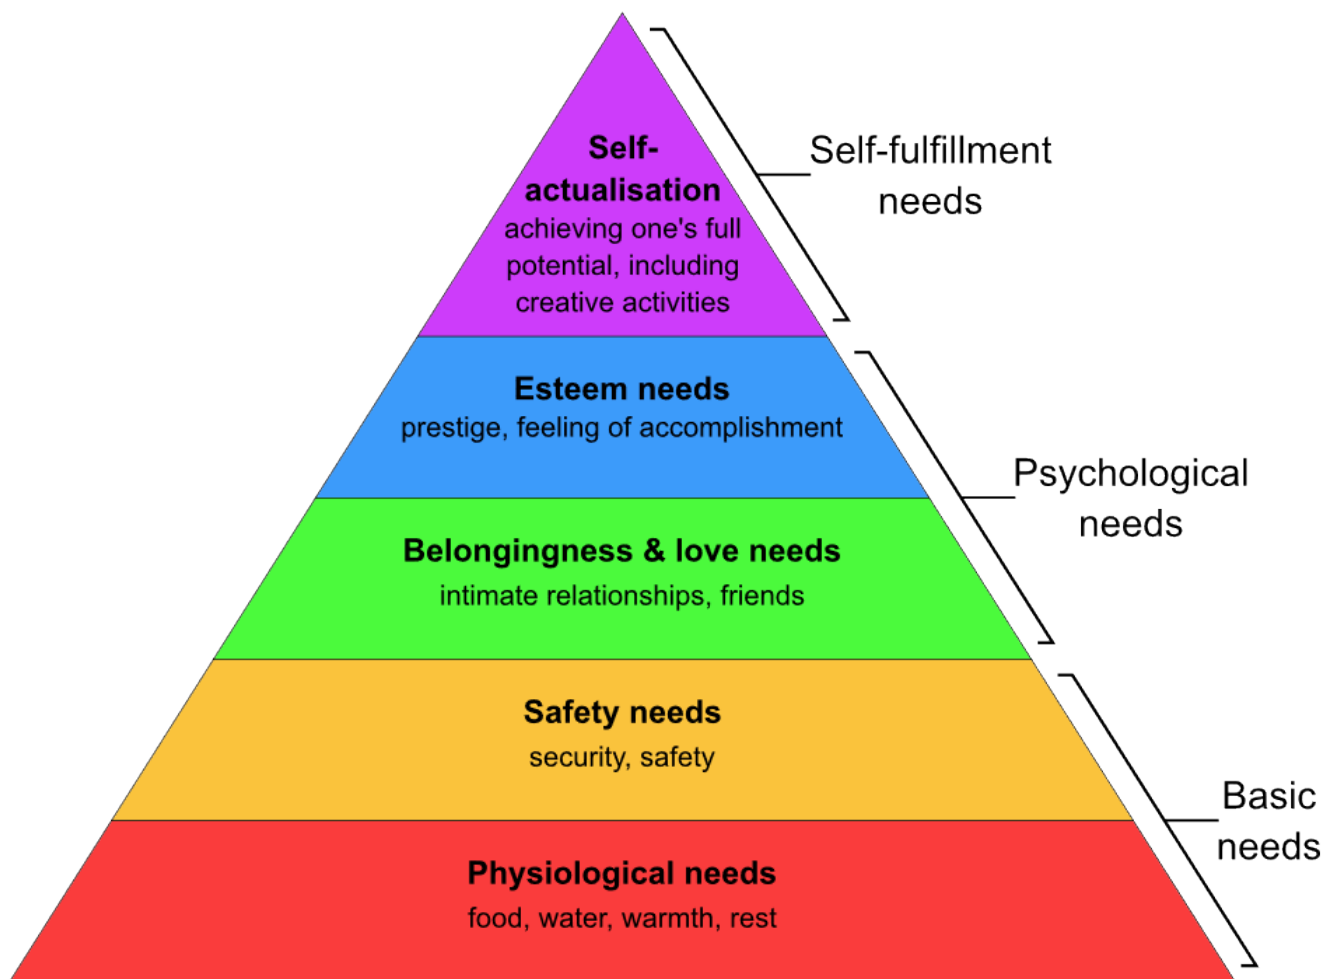 Self-
actualisation
achieving one's full
potential, including
creative activities
Self-fulfillment
needs
Esteem needs
prestige, feeling of accomplishment
Psychological
needs
Belongingness & love needs
intimate relationships, friends
Safety needs
security, safety
Basic
needs
Physiological needs
food, water, warmth, rest